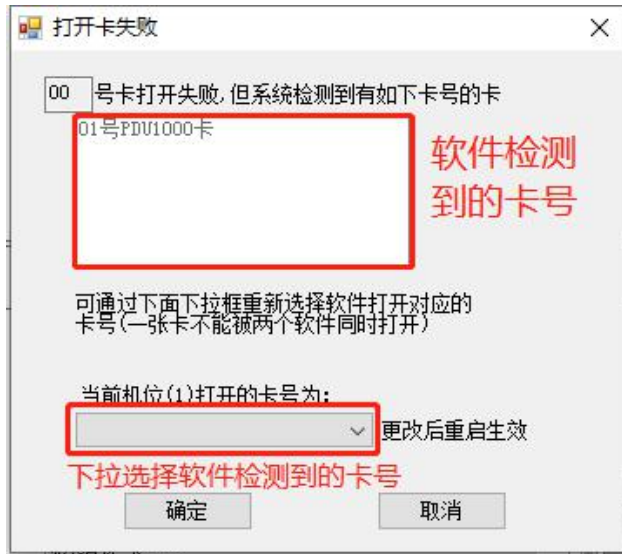 打开卡失败
00 号卡打开失败,但系统检测到有如下卡号的卡
01号PDU1000卡
软件检测
到的卡号
可通过下面下拉框重新选择软件打开对应的
卡号(一张卡不能被两个软件同时打开)
当前机位(1)打开的卡号为:
更改后重启生效
下拉选择软件检测到的卡号
确定
取消